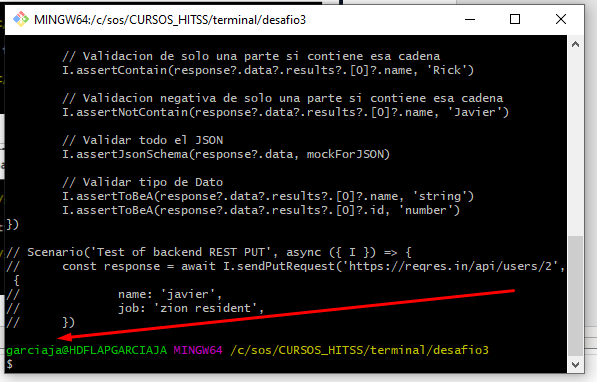 MINGW64:/c/sos/CURSOS_HITSS/terminal/desafio3
// Validacion de solo una parte si contiene esa cadena
I.assertContain(response?.data?.results?.[0]?.name, 'Rick')
// Validacion negativa de solo una parte si contiene esa cadena
I.assertNotContain(response?.data?.results?.[0]?.name, 'Javier')
// Validar todo el JSON
I.assertJsonSchema(response?.data, mockForJSON)
// Validar tipo de Dato
I.assertToBeA(response?.data?.results?.[0]?.name, 'string')
I.assertToBeA(response?.data?.results?.[0]?.id, 'number')
})
// Scenario('Test of backend REST PUT', async ({ I }) => {
//      const response = await I.sendPutRequest('https://reqres.in/api/users/2',
{
//              name: 'javier',
//              job: 'zion resident',
//      })
garciaja@HDFLAPGARCIAJA MINGW64 /c/sos/CURSOS_HITSS/terminal/desafio3
$